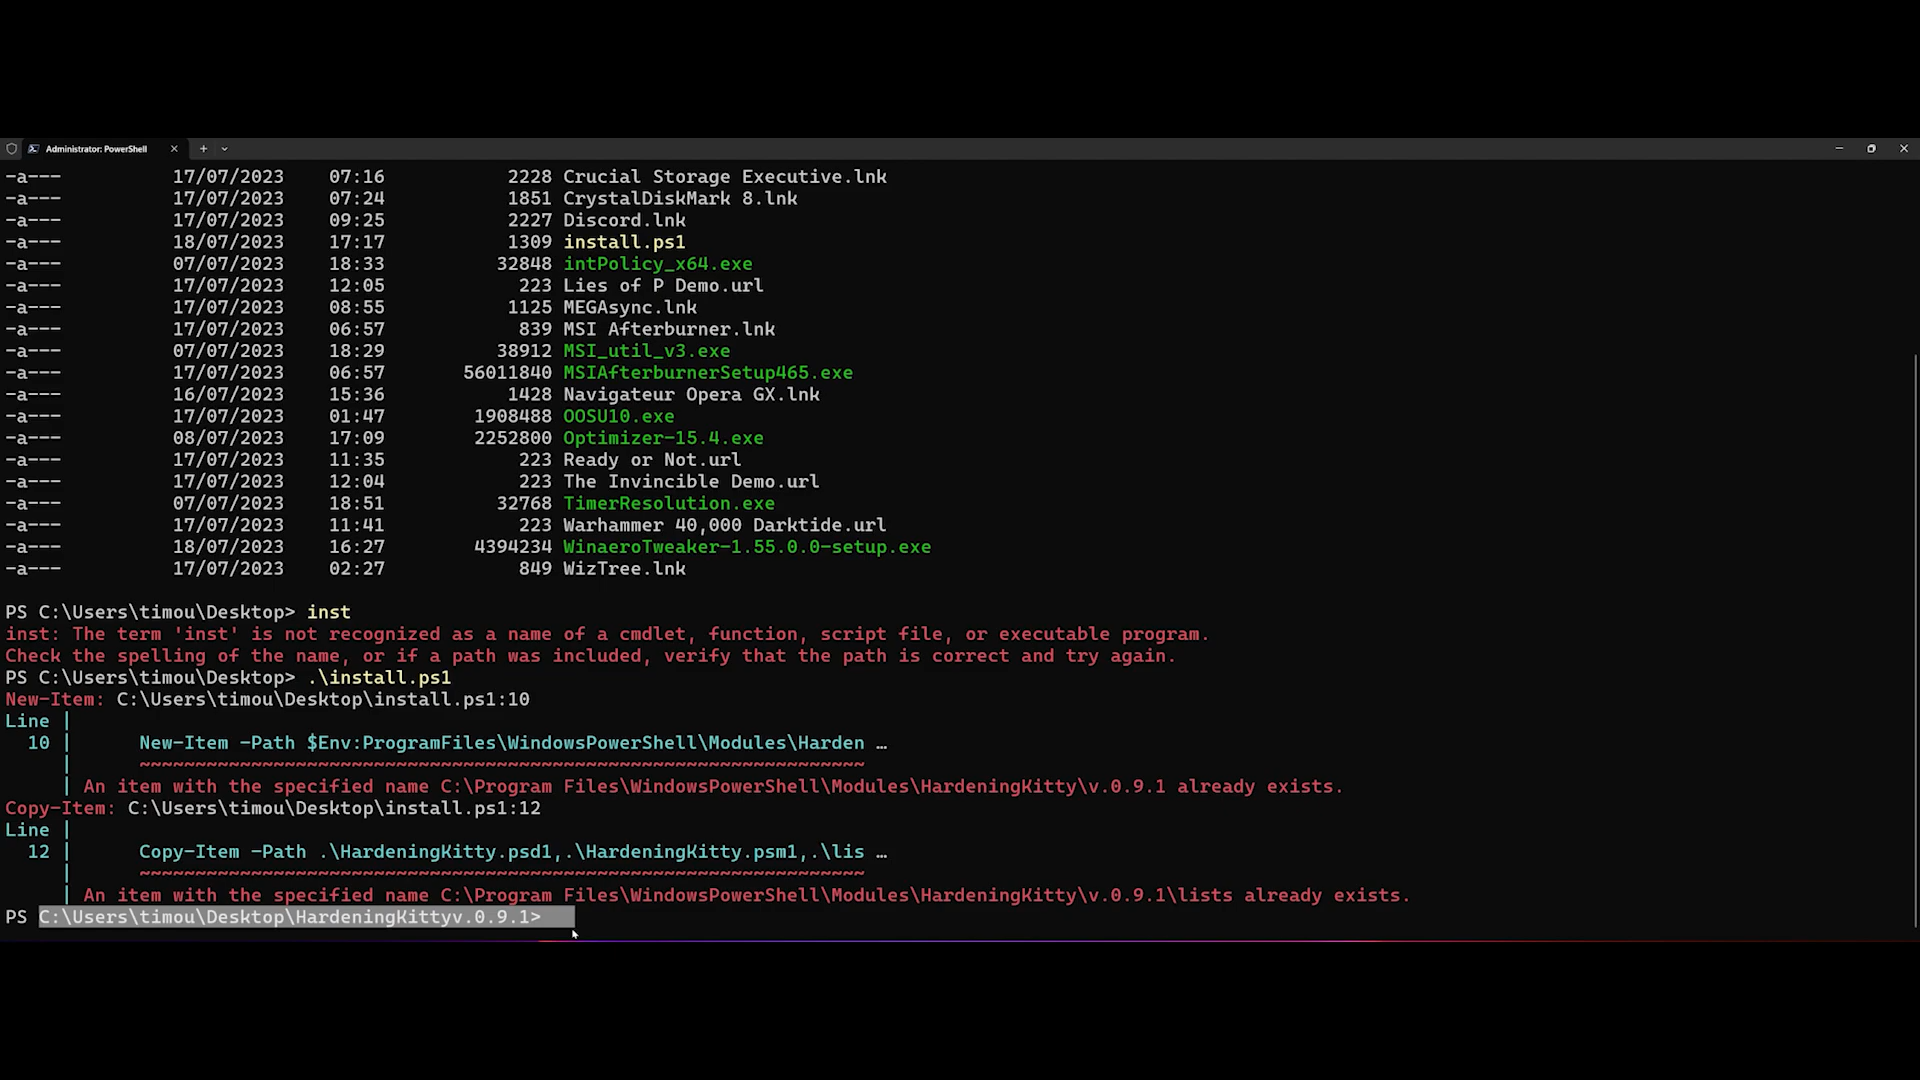 Administrator: PowerShell
-a---          17/07/2023    07:16           2228 Crucial Storage Executive.lnk
-a---          17/07/2023    07:24           1851 CrystalDiskMark 8.lnk
-a---          17/07/2023    09:25           2227 Discord.lnk
-a---          18/07/2023    17:17           1309 install.ps1
-a---          07/07/2023    18:33          32848 intPolicy_x64.exe
-a---          17/07/2023    12:05            223 Lies of P Demo.url
-a---          17/07/2023    08:55           1125 MEGAsync.lnk
-a---          17/07/2023    06:57            839 MSI Afterburner.lnk
-a---          07/07/2023    18:29          38912 MSI_util_v3.exe
-a---          17/07/2023    06:57       56011840 MSIAfterburnerSetup465.exe
-a---          16/07/2023    15:36           1428 Navigateur Opera GX.lnk
-a---          17/07/2023    01:47        1908488 OOSU10.exe
-a---          08/07/2023    17:09        2252800 Optimizer-15.4.exe
-a---          17/07/2023    11:35            223 Ready or Not.url
-a---          17/07/2023    12:04            223 The Invincible Demo.url
-a---          07/07/2023    18:51          32768 TimerResolution.exe
-a---          17/07/2023    11:41            223 Warhammer 40,000 Darktide.url
-a---          18/07/2023    16:27        4394234 WinaeroTweaker-1.55.0.0-setup.exe
-a---          17/07/2023    02:27            849 WizTree.lnk
PS C:\Users\timou\Desktop> inst
inst: The term 'inst' is not recognized as a name of a cmdlet, function, script file, or executable program.
Check the spelling of the name, or if a path was included, verify that the path is correct and try again.
PS C:\Users\timou\Desktop> .\install.ps1
New-Item: C:\Users\timou\Desktop\install.ps1:10
Line |
  10 |      New-Item -Path $Env:ProgramFiles\WindowsPowerShell\Modules\Harden …
     |      ~~~~~~~~~~~~~~~~~~~~~~~~~~~~~~~~~~~~~~~~~~~~~~~~~~~~~~~~~~~~~~~~~
     | An item with the specified name C:\Program Files\WindowsPowerShell\Modules\HardeningKitty\v.0.9.1 already exists.
Copy-Item: C:\Users\timou\Desktop\install.ps1:12
Line |
  12 |      Copy-Item -Path .\HardeningKitty.psd1,.\HardeningKitty.psm1,.\lis …
     |      ~~~~~~~~~~~~~~~~~~~~~~~~~~~~~~~~~~~~~~~~~~~~~~~~~~~~~~~~~~~~~~~~~
     | An item with the specified name C:\Program Files\WindowsPowerShell\Modules\HardeningKitty\v.0.9.1\lists already exists.
PS C:\Users\timou\Desktop\HardeningKittyv.0.9.1>